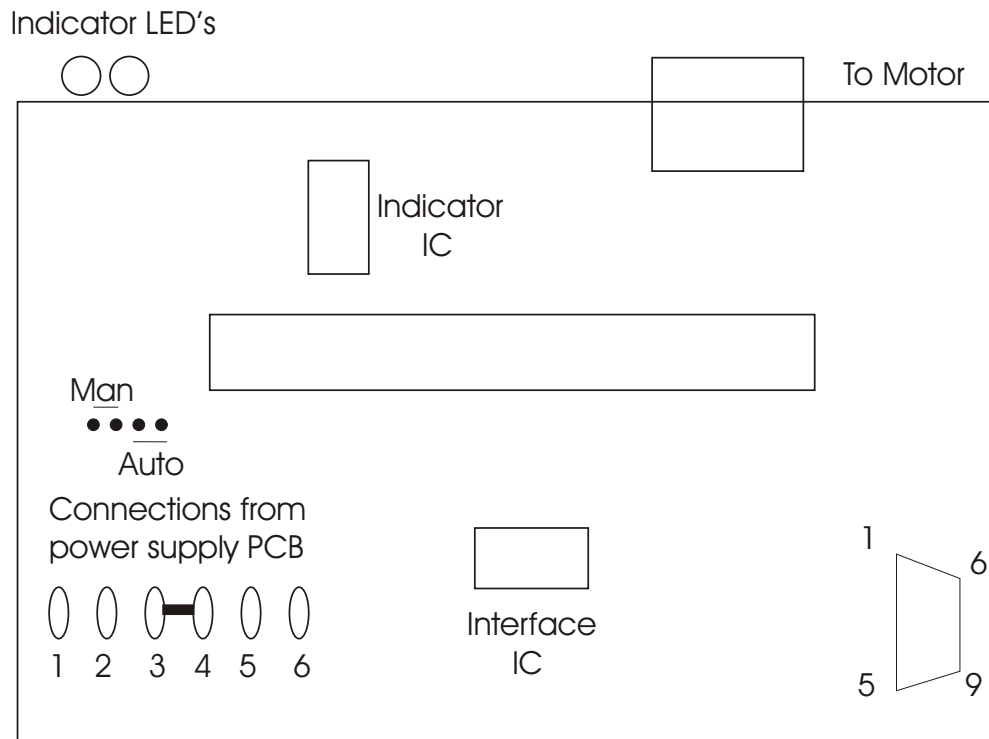 Indicator LED's
To Motor
Indicator
IC
Man
Auto
Connections from
power supply PCB
1 2 3 4 5 6
Interface
IC
1
6
5
9